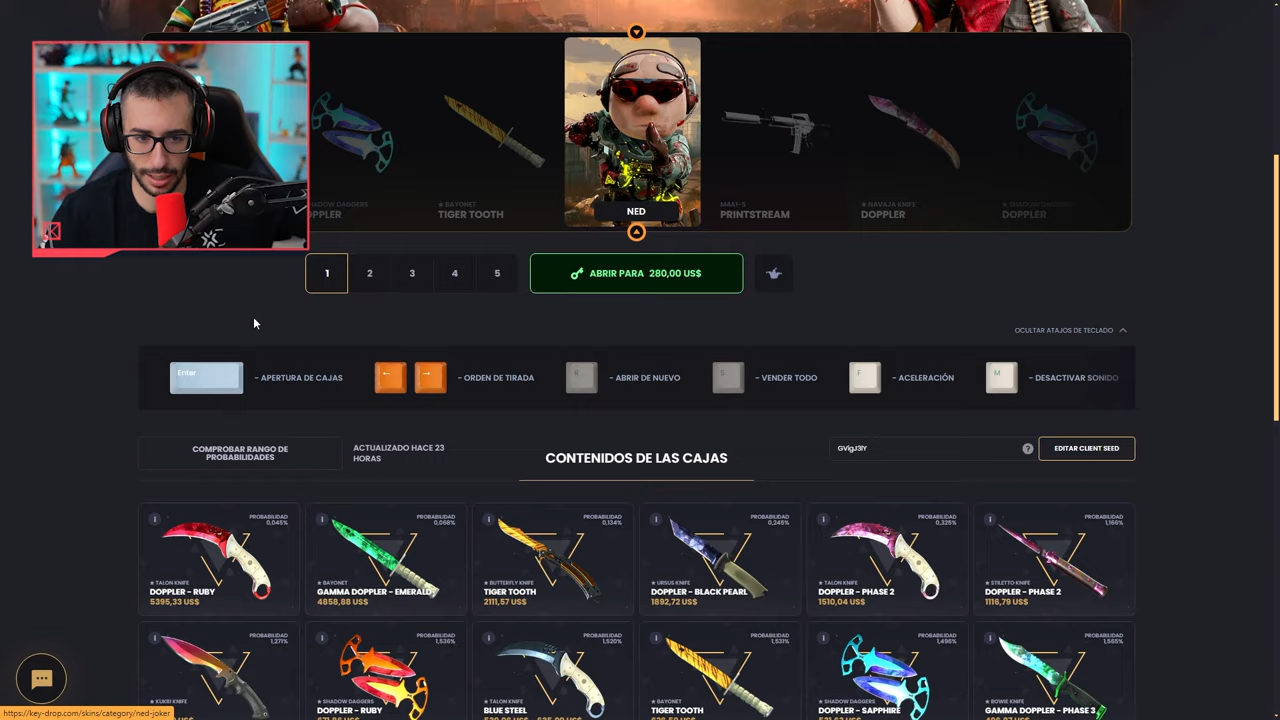 SHADOW DAGGERS
DOPPLER
★ BAYONET
TIGER TOOTH
NED
M4A1-S
PRINTSTREAM
★ NAVAJA KNIFE
DOPPLER
★ SHADOW DAGGERS
DOPPLER
1
2
3
4
5
ABRIR PARA 280,00 US$
OCULTAR ATAJOS DE TECLADO
Enter
- APERTURA DE CAJAS
← →
- ORDEN DE TIRADA
R
- ABRIR DE NUEVO
S
- VENDER TODO
F
- ACELERACIÓN
M
- DESACTIVAR SONIDO
COMPROBAR RANGO DE
PROBABILIDADES
ACTUALIZADO HACE 23
HORAS
CONTENIDOS DE LAS CAJAS
?
EDITAR CLIENT SEED
PROBABILIDAD
0,045%
★ TALON KNIFE
DOPPLER - RUBY
5395,33 US$
PROBABILIDAD
0,068%
★ BAYONET
GAMMA DOPPLER - EMERALD
4858,88 US$
PROBABILIDAD
0,134%
★ BUTTERFLY KNIFE
TIGER TOOTH
2111,57 US$
PROBABILIDAD
0,245%
★ URSUS KNIFE
DOPPLER - BLACK PEARL
1892,72 US$
PROBABILIDAD
0,325%
★ TALON KNIFE
DOPPLER - PHASE 2
1510,04 US$
PROBABILIDAD
1,166%
★ STILETTO KNIFE
DOPPLER - PHASE 2
1116,79 US$
PROBABILIDAD
1,271%
★ KUKRI KNIFE
PROBABILIDAD
1,536%
★ SHADOW DAGGERS
DOPPLER - RUBY
PROBABILIDAD
1,520%
★ TALON KNIFE
BLUE STEEL
PROBABILIDAD
1,531%
★ BAYONET
TIGER TOOTH
PROBABILIDAD
1,496%
★ SHADOW DAGGERS
DOPPLER - SAPPHIRE
PROBABILIDAD
1,565%
★ BOWIE KNIFE
GAMMA DOPPLER - PHASE 3
https://key-drop.com/skins/category/ned-joker